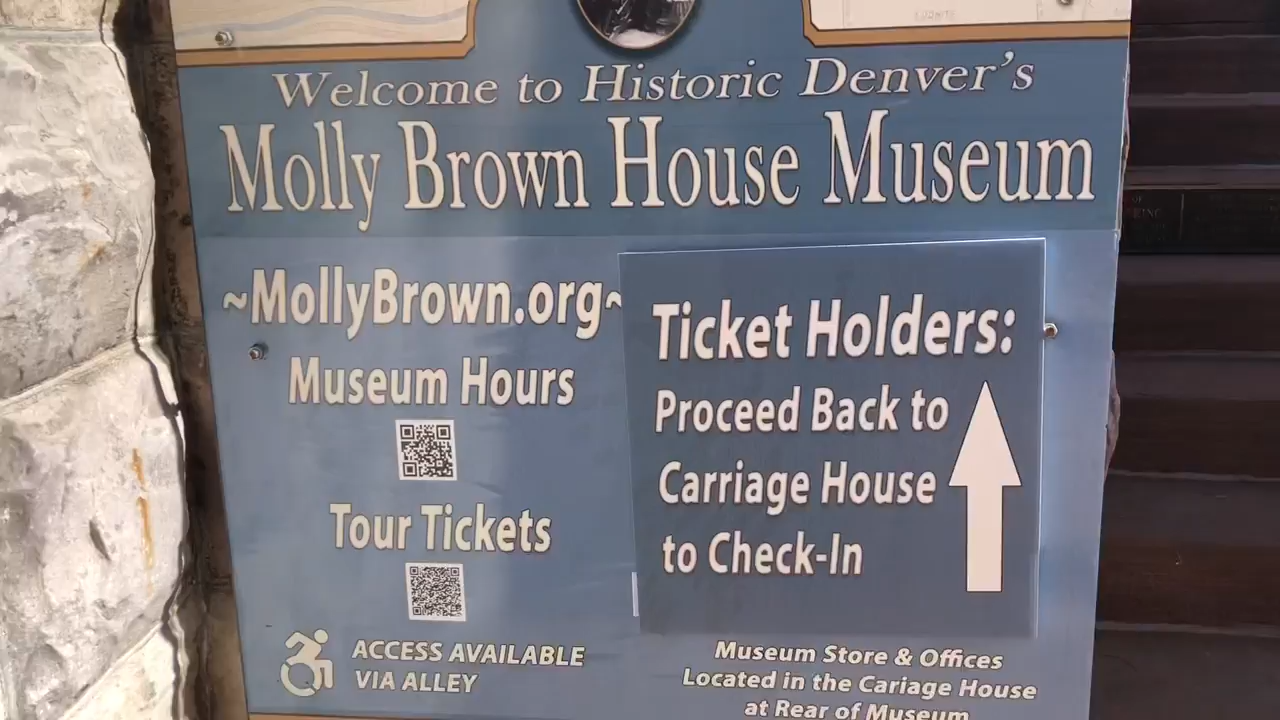 Welcome to Historic Denver's
Molly Brown House Museum
~MollyBrown.org~
Museum Hours
Tour Tickets
ACCESS AVAILABLE
VIA ALLEY
Ticket Holders:
Proceed Back to
Carriage House
to Check-In
Museum Store & Offices
Located in the Cariage House
at Rear of Museum